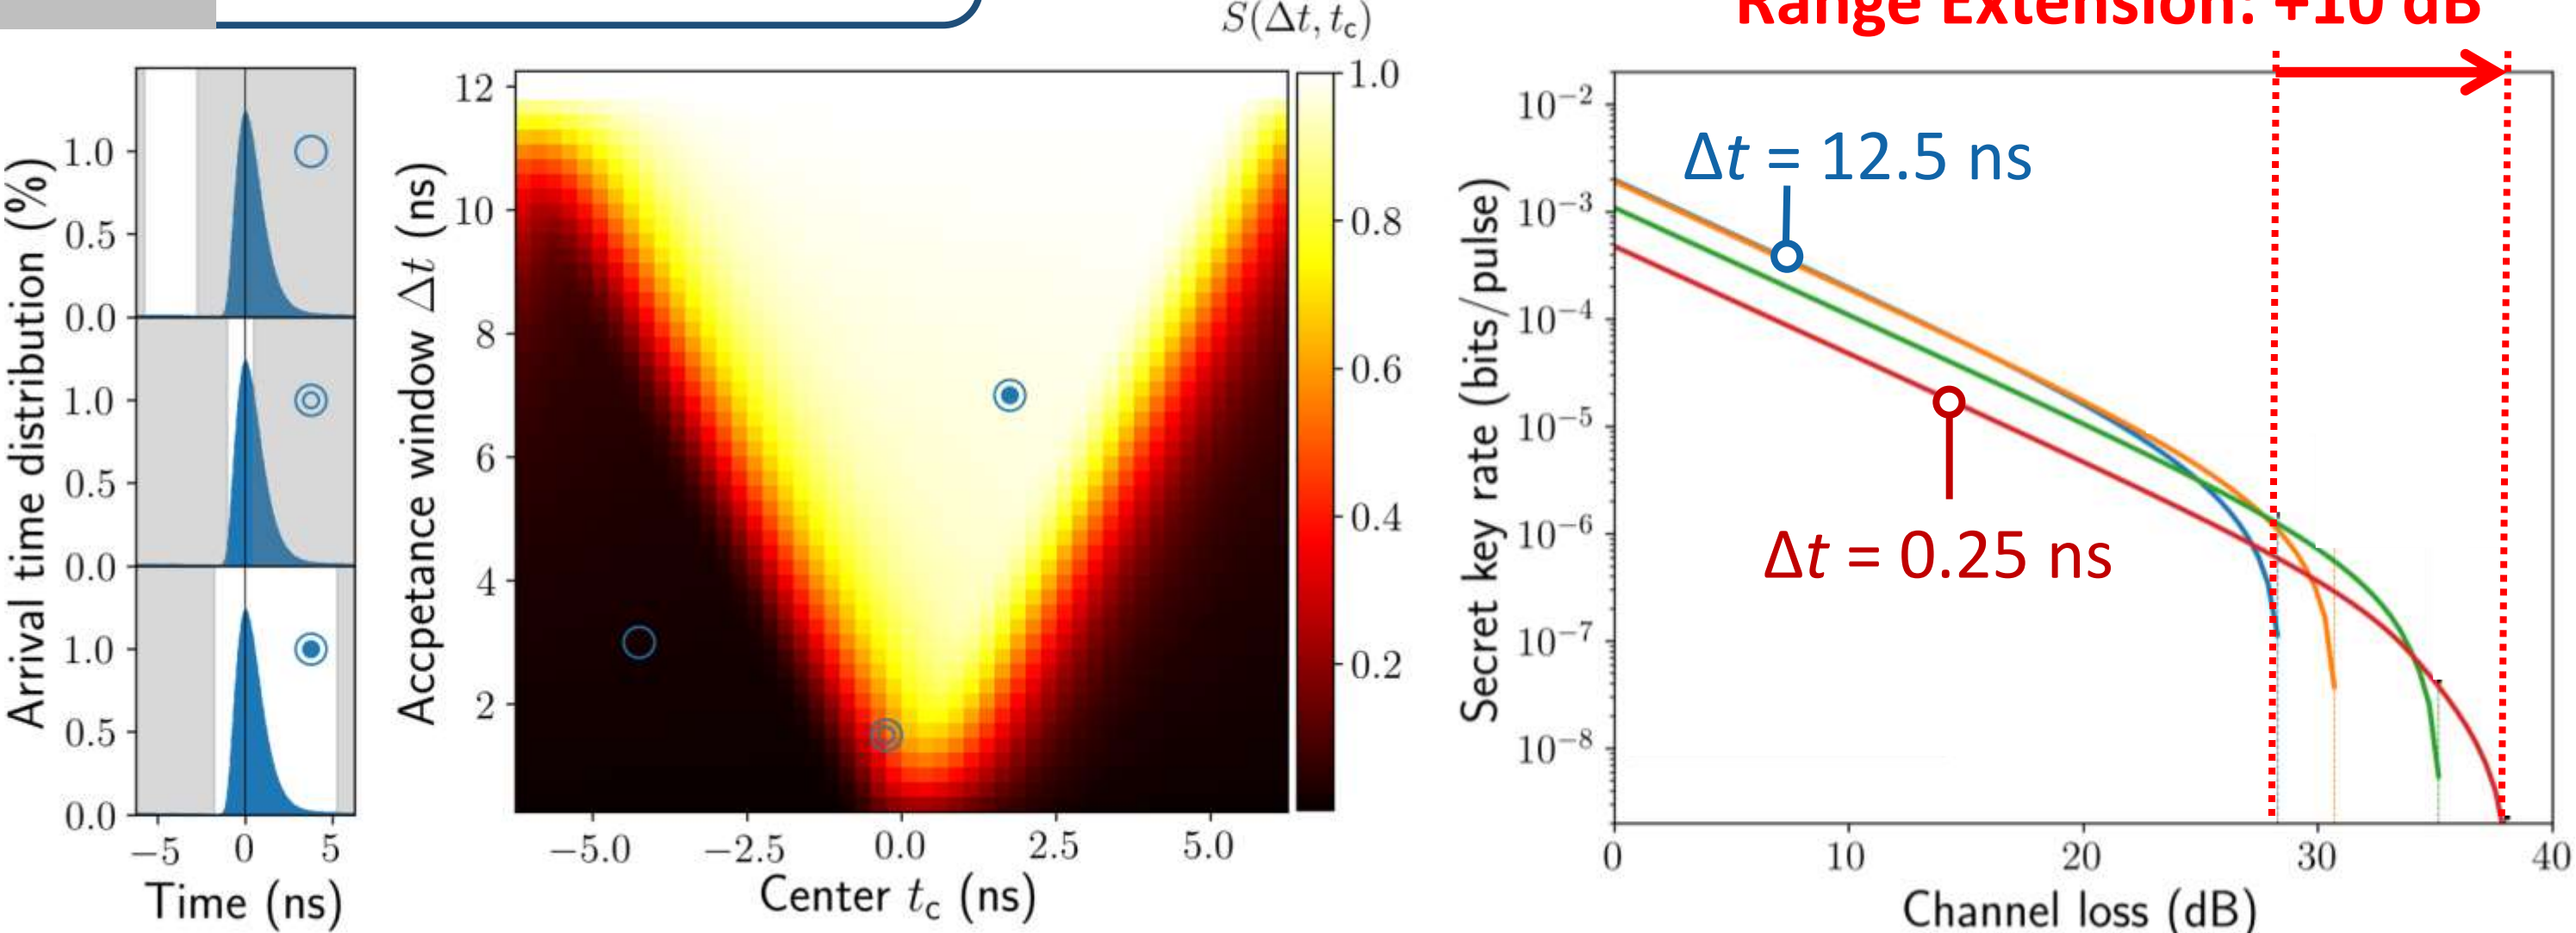 Range Extension: +10 dB
S(Δt, t_c)
Arrival time distribution (%)
1.0
0.5
0.0
1.0
0.5
0.0
1.0
0.5
0.0
−5 0 5
Time (ns)
Accpetance window Δt (ns)
12
10
8
6
4
2
−5.0 −2.5 0.0 2.5 5.0
Center t_c (ns)
1.0
0.8
0.6
0.4
0.2
Secret key rate (bits/pulse)
10⁻²
10⁻³
10⁻⁴
10⁻⁵
10⁻⁶
10⁻⁷
10⁻⁸
Δt = 12.5 ns
Δt = 0.25 ns
0 10 20 30 40
Channel loss (dB)